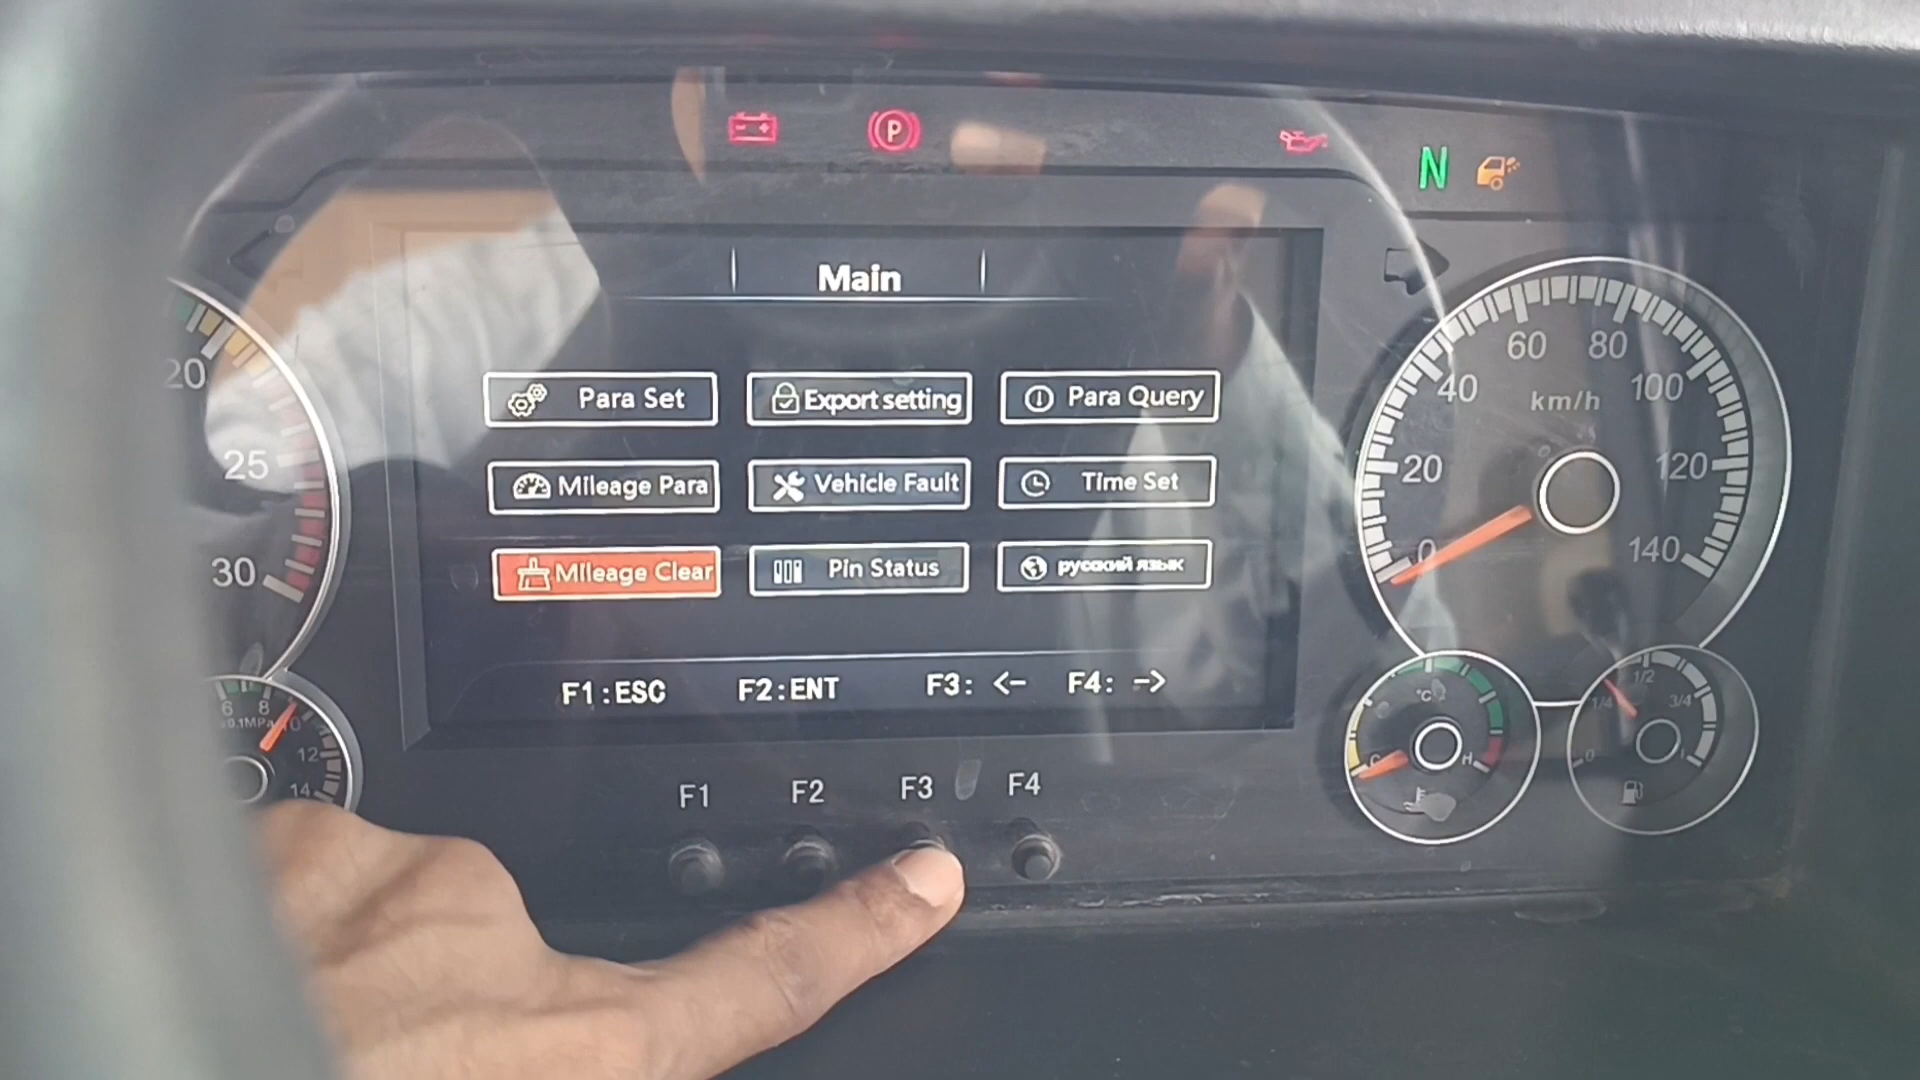 P
N
Main
Para Set
Export setting
Para Query
Mileage Para
Vehicle Fault
Time Set
Mileage Clear
Pin Status
русский язык
F1:ESC
F2:ENT
F3: <-
F4: ->
F1
F2
F3
F4
20
25
30
6
8
10
12
14
0.1MPa
0
20
40
60
80
100
120
140
km/h
°C
C
H
0
1/4
1/2
3/4
1